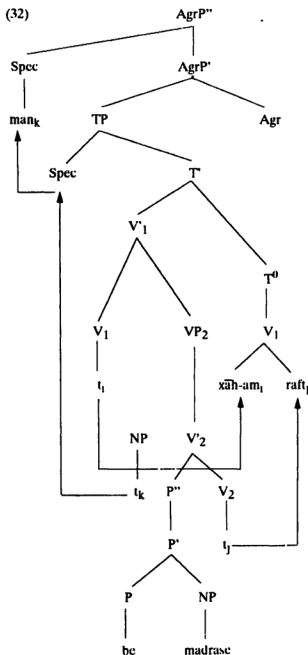 (32) AgrP"
Spec AgrP'
man_k TP Agr
Spec T'
V'_1
T^0
V_1 VP_2 V_1
t_i xāh-am_i raft_j
NP V'_2
t_k P" V_2
P' t_j
P NP
be madrase